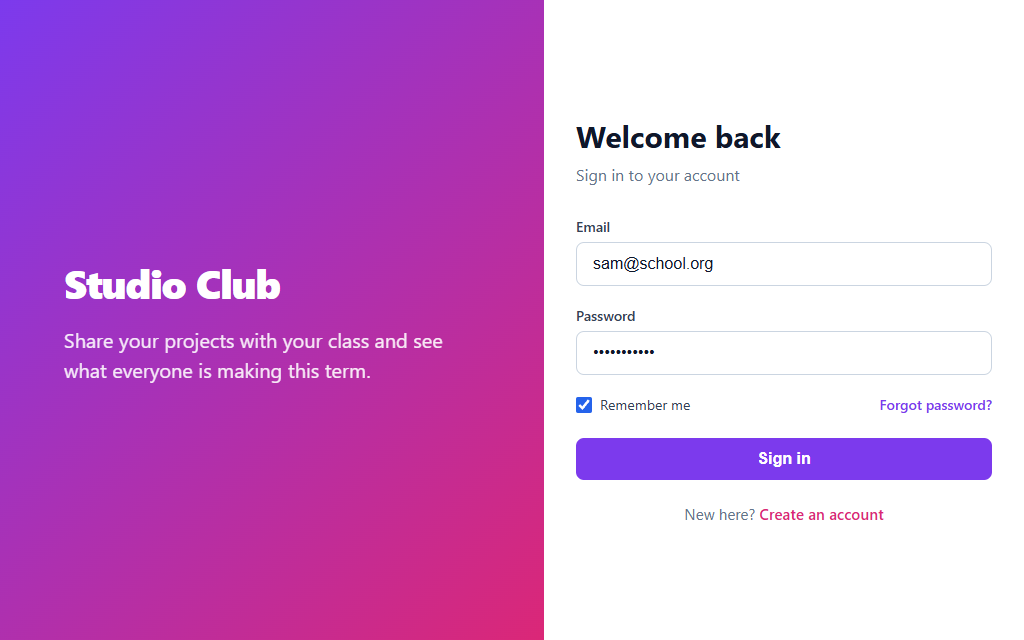 Studio Club
Share your projects with your class and see
what everyone is making this term.
Welcome back
Sign in to your account
Email
sam@school.org
Password
•••••••••••
Remember me
Forgot password?
Sign in
New here? Create an account